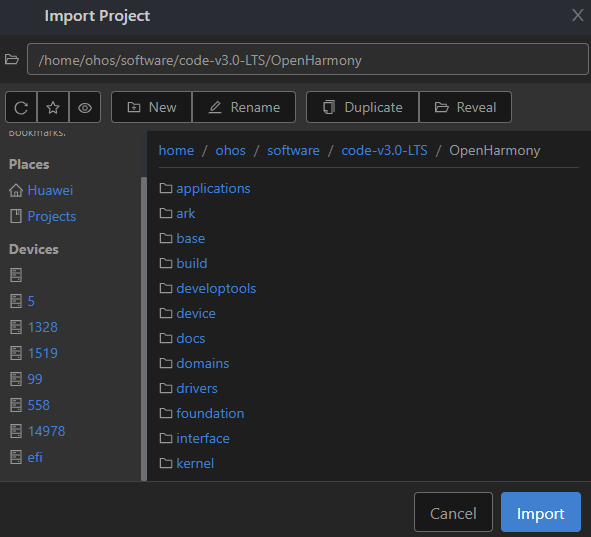 Import Project
/home/ohos/software/code-v3.0-LTS/OpenHarmony
New Rename Duplicate Reveal
Bookmarks.
Places
Huawei
Projects
Devices
5
1328
1519
99
558
14978
efi
home / ohos / software / code-v3.0-LTS / OpenHarmony
applications
ark
base
build
developtools
device
docs
domains
drivers
foundation
interface
kernel
Cancel Import